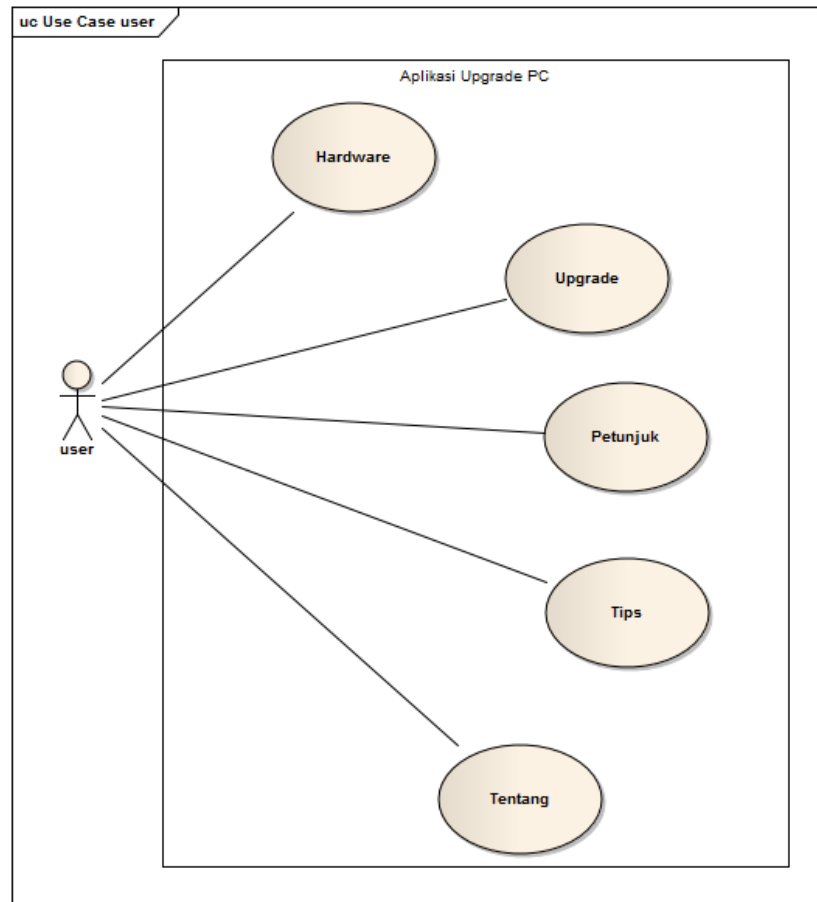 uc Use Case user
Aplikasi Upgrade PC
Hardware
Upgrade
Petunjuk
user
Tips
Tentang